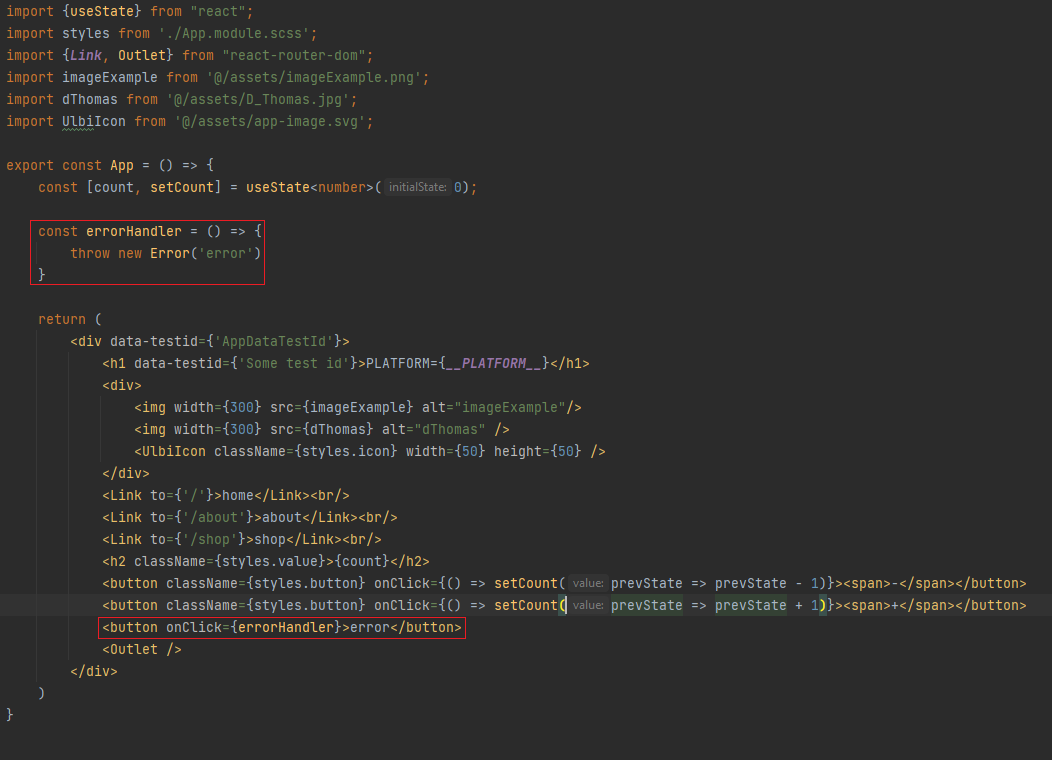 import {useState} from "react";
import styles from './App.module.scss';
import {Link, Outlet} from "react-router-dom";
import imageExample from '@/assets/imageExample.png';
import dThomas from '@/assets/D_Thomas.jpg';
import UlbiIcon from '@/assets/app-image.svg';
export const App = () => {
const [count, setCount] = useState<number>( initialState: 0);
const errorHandler = () => {
throw new Error('error')
}
return (
<div data-testid={'AppDataTestId'}>
<h1 data-testid={'Some test id'}>PLATFORM={__PLATFORM__}</h1>
<div>
<img width={300} src={imageExample} alt="imageExample"/>
<img width={300} src={dThomas} alt="dThomas" />
<UlbiIcon className={styles.icon} width={50} height={50} />
</div>
<Link to={'/'}>home</Link><br/>
<Link to={'/about'}>about</Link><br/>
<Link to={'/shop'}>shop</Link><br/>
<h2 className={styles.value}>{count}</h2>
<button className={styles.button} onClick={() => setCount( value: prevState => prevState - 1)}><span>-</span></button>
<button className={styles.button} onClick={() => setCount( value: prevState => prevState + 1)}><span>+</span></button>
<button onClick={errorHandler}>error</button>
<Outlet />
</div>
)
}